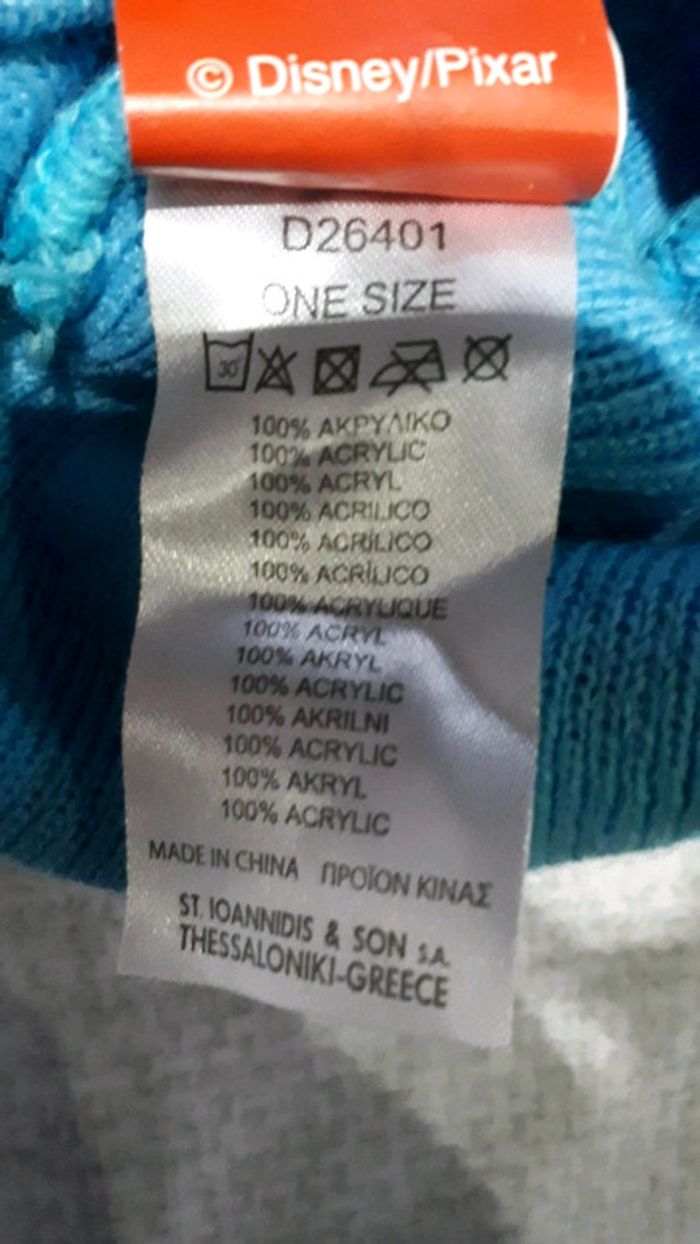 © Disney/Pixar
D26401
ONE SIZE
30
100% ΑΚΡΥΛΙΚΟ
100% ACRYLIC
100% ACRYL
100% ACRILICO
100% ACRÍLICO
100% ACRÍLICO
100% ACRYLIQUE
100% ACRYL
100% AKRYL
100% ACRYLIC
100% AKRILNI
100% ACRYLIC
100% AKRYL
100% ACRYLIC
MADE IN CHINA ΠΡΟΪΟΝ ΚΙΝΑΣ
ST. IOANNIDIS & SON S.A.
THESSALONIKI-GREECE